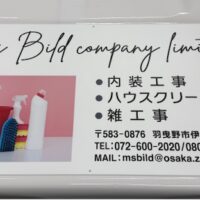 Bild company limi
●内装工事
●ハウスクリー
●雑工事
〒583-0876 羽曳野市伊
TEL:072-600-2020/080
MAIL:msbild@osaka.z